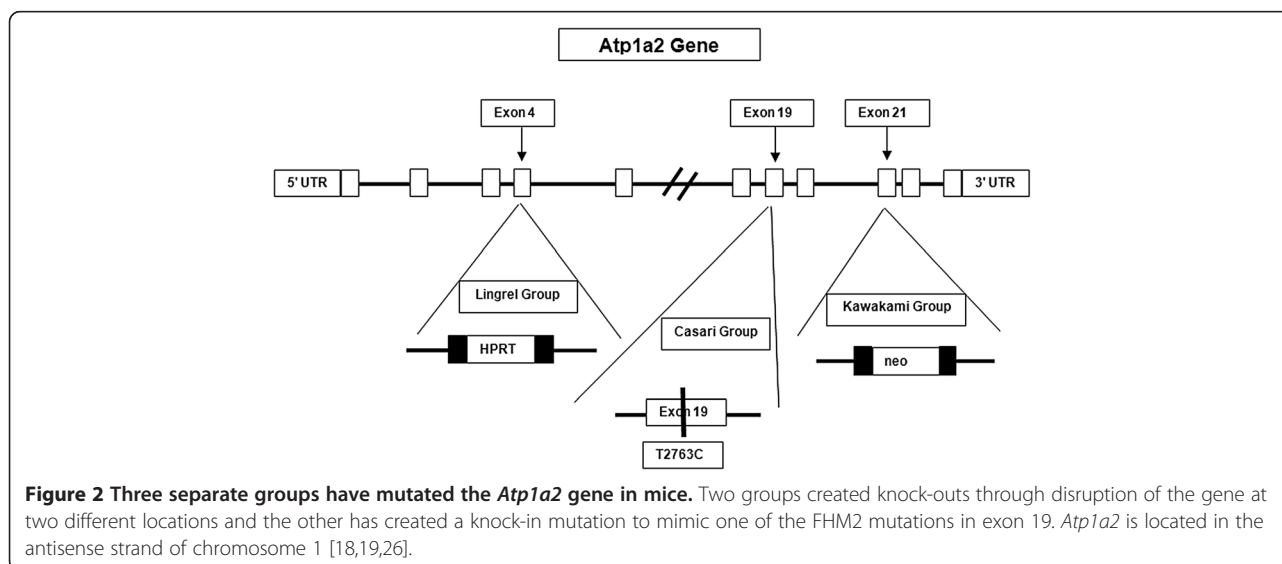 Atp1a2 Gene
Exon 4
Exon 19
Exon 21
5' UTR
3' UTR
Lingrel Group
HPRT
Casari Group
Exon 19
T2763C
Kawakami Group
neo
Figure 2 Three separate groups have mutated the Atp1a2 gene in mice. Two groups created knock-outs through disruption of the gene at
two different locations and the other has created a knock-in mutation to mimic one of the FHM2 mutations in exon 19. Atp1a2 is located in the
antisense strand of chromosome 1 [18,19,26].